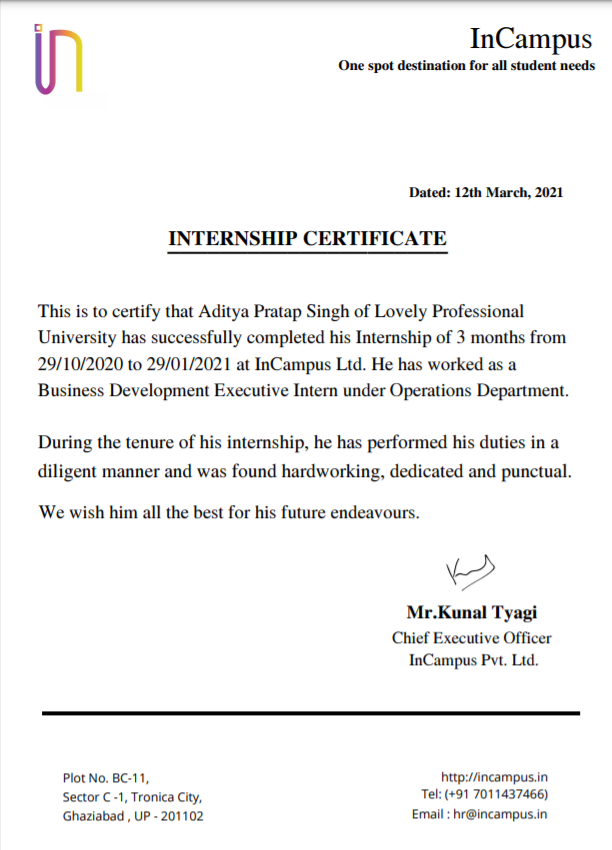 in
InCampus
One spot destination for all student needs
Dated: 12th March, 2021
INTERNSHIP CERTIFICATE
This is to certify that Aditya Pratap Singh of Lovely Professional
University has successfully completed his Internship of 3 months from
29/10/2020 to 29/01/2021 at InCampus Ltd. He has worked as a
Business Development Executive Intern under Operations Department.
During the tenure of his internship, he has performed his duties in a
diligent manner and was found hardworking, dedicated and punctual.
We wish him all the best for his future endeavours.
Mr.Kunal Tyagi
Chief Executive Officer
InCampus Pvt. Ltd.
Plot No. BC-11,
Sector C -1, Tronica City,
Ghaziabad , UP - 201102
http://incampus.in
Tel: (+91 7011437466)
Email : hr@incampus.in